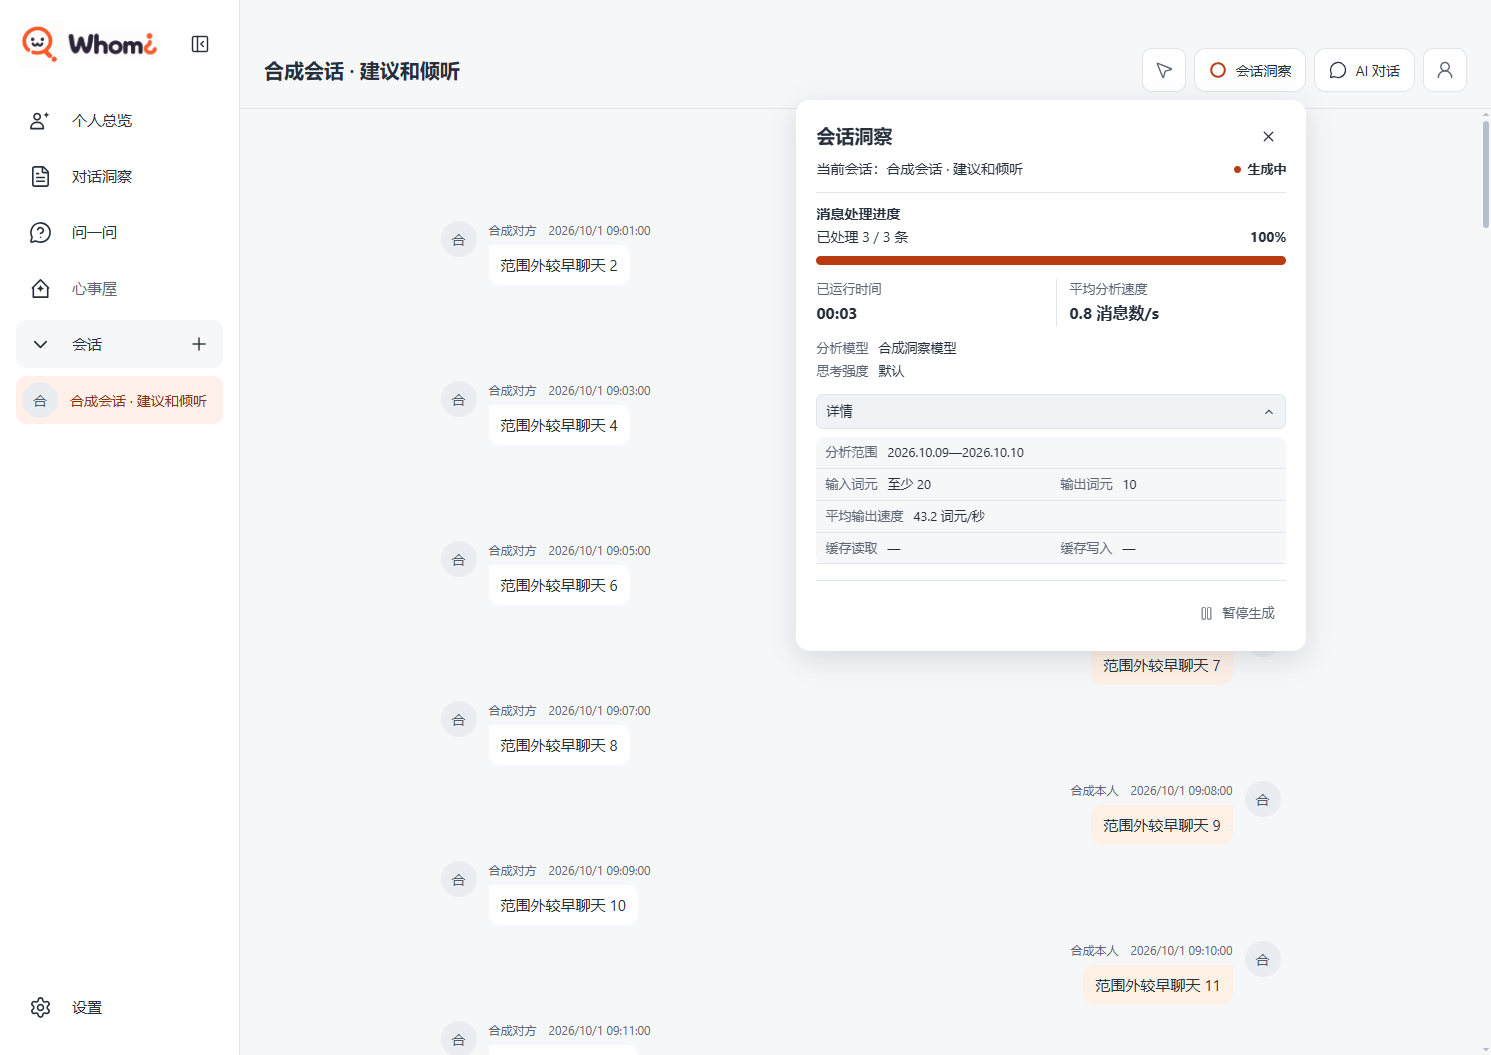 Whomi
个人总览
对话洞察
问一问
心事屋
会话
合
合成会话 · 建议和倾听
设置
合成会话 · 建议和倾听
会话洞察
AI 对话
合
合成对方 2026/10/1 09:01:00
范围外较早聊天 2
合
合成对方 2026/10/1 09:03:00
范围外较早聊天 4
合
合成对方 2026/10/1 09:05:00
范围外较早聊天 6
范围外较早聊天 7
合
合成对方 2026/10/1 09:07:00
范围外较早聊天 8
合成本人 2026/10/1 09:08:00
合
范围外较早聊天 9
合
合成对方 2026/10/1 09:09:00
范围外较早聊天 10
合成本人 2026/10/1 09:10:00
合
范围外较早聊天 11
合
合成对方 2026/10/1 09:11:00
会话洞察
当前会话：合成会话 · 建议和倾听
生成中
消息处理进度
已处理 3 / 3 条
100%
已运行时间
00:03
平均分析速度
0.8 消息数/s
分析模型 合成洞察模型
思考强度 默认
详情
分析范围 2026.10.09—2026.10.10
输入词元 至少 20
输出词元 10
平均输出速度 43.2 词元/秒
缓存读取 —
缓存写入 —
暂停生成